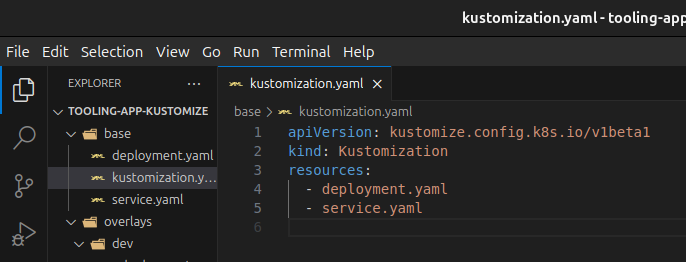 kustomization.yaml - tooling-app
File Edit Selection View Go Run Terminal Help
EXPLORER ...
TOOLING-APP-KUSTOMIZE
base
deployment.yaml
kustomization.y...
service.yaml
overlays
dev
kustomization.yaml
base > kustomization.yaml
1 apiVersion: kustomize.config.k8s.io/v1beta1
2 kind: Kustomization
3 resources:
4 - deployment.yaml
5 - service.yaml
6